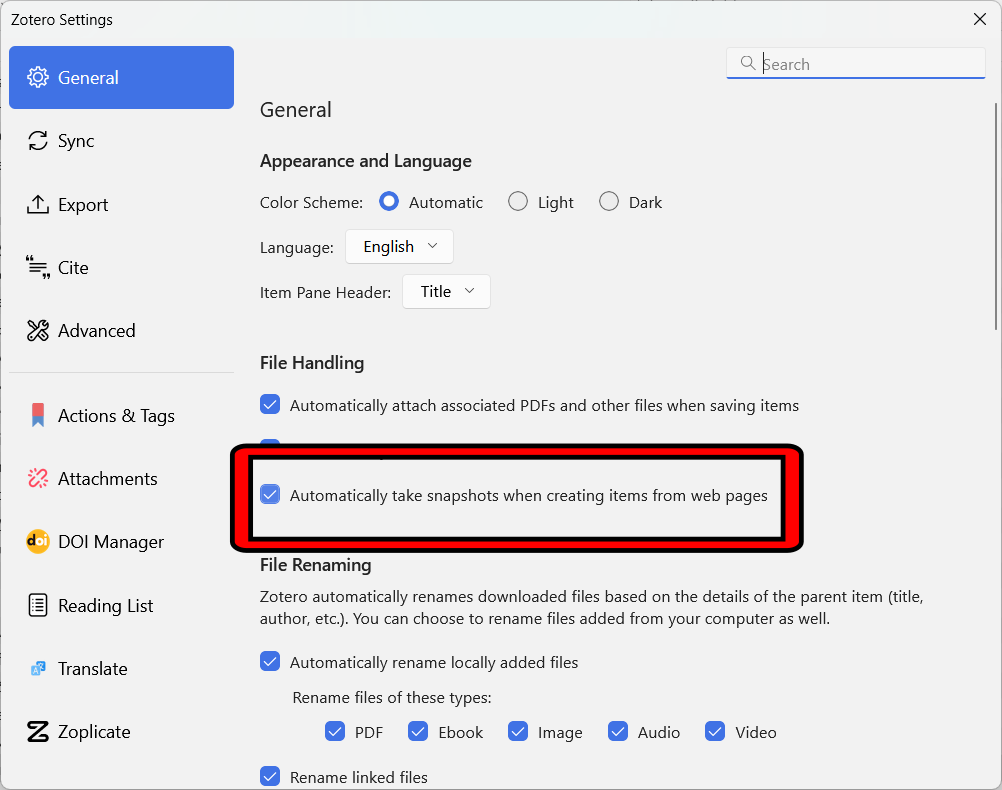 Zotero Settings
General
Search
Sync
Export
Cite
Advanced
Actions & Tags
Attachments
doi DOI Manager
Reading List
Translate
Zoplicate
General
Appearance and Language
Color Scheme: Automatic Light Dark
Language: English
Item Pane Header: Title
File Handling
Automatically attach associated PDFs and other files when saving items
Automatically take snapshots when creating items from web pages
File Renaming
Zotero automatically renames downloaded files based on the details of the parent item (title,
author, etc.). You can choose to rename files added from your computer as well.
Automatically rename locally added files
Rename files of these types:
PDF Ebook Image Audio Video
Rename linked files